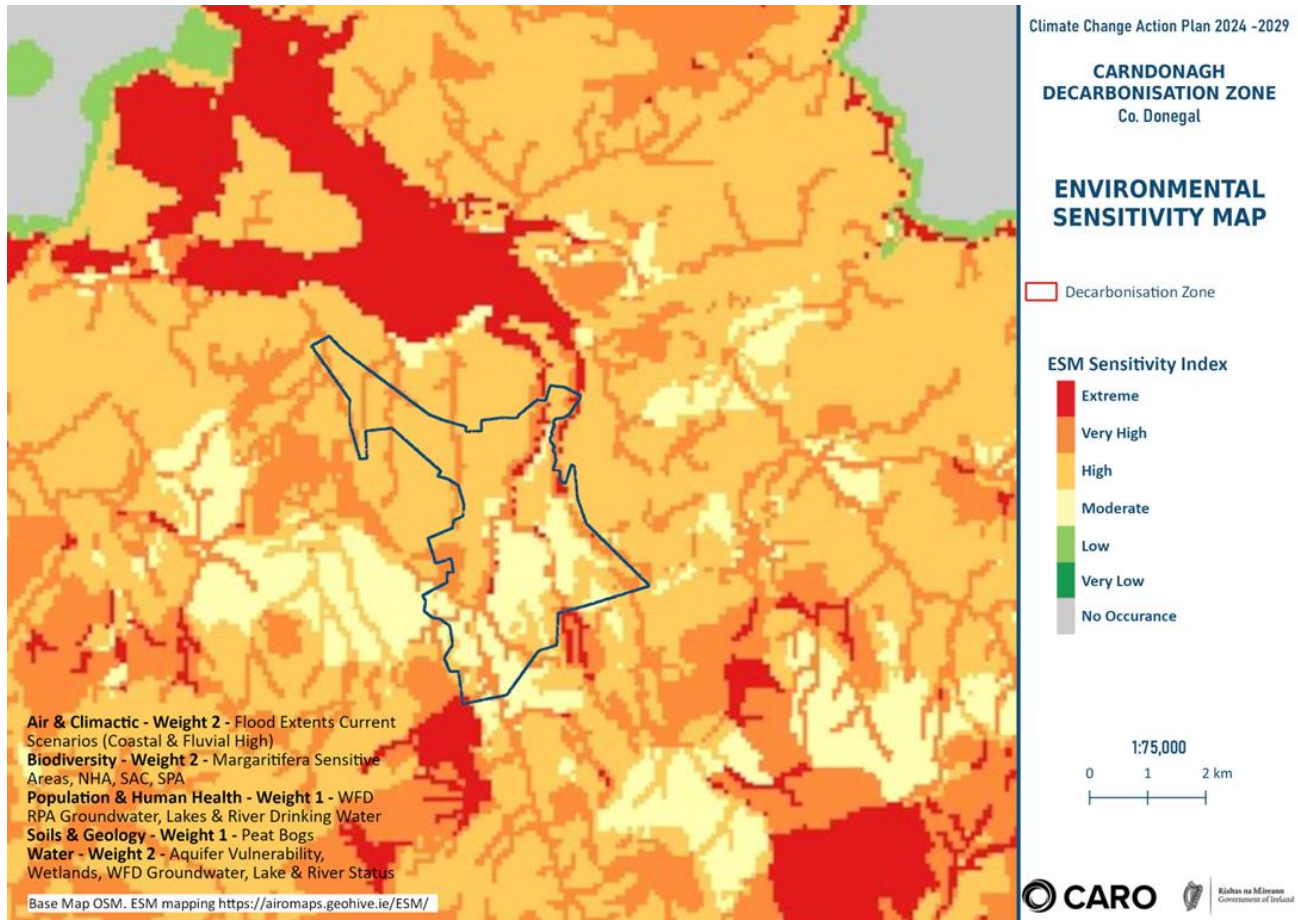 Climate Change Action Plan 2024 -2029
CARNDONAGH
DECARBONISATION ZONE
Co. Donegal
ENVIRONMENTAL
SENSITIVITY MAP
Decarbonisation Zone
ESM Sensitivity Index
Extreme
Very High
High
Moderate
Low
Very Low
No Occurance
Air & Climactic - Weight 2 - Flood Extents Current
Scenarios (Coastal & Fluvial High)
Biodiversity - Weight 2 - Margaritifera Sensitive
Areas, NHA, SAC, SPA
Population & Human Health - Weight 1 - WFD
RPA Groundwater, Lakes & River Drinking Water
Soils & Geology - Weight 1 - Peat Bogs
Water - Weight 2 - Aquifer Vulnerability,
Wetlands, WFD Groundwater, Lake & River Status
Base Map OSM. ESM mapping https://airomaps.geohive.ie/ESM/
1:75,000
0 1 2 km
CARO
Rialtas na hÉireann
Government of Ireland